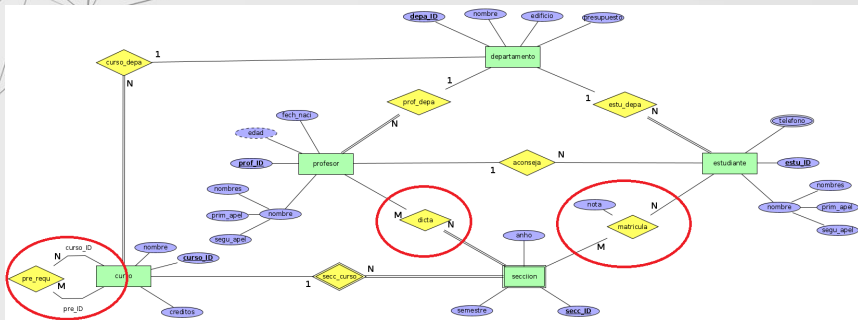 depa_ID
nombre
edificio
presupuesto
departamento
1
curso_depa
N
1
prof_depa
N
1
estu_depa
N
telefono
fech_naci
edad
prof_ID
profesor
nombres
prim_apel
segu_apel
nombre
1
aconseja
N
estudiante
estu_ID
nombre
nombres
prim_apel
segu_apel
M
dicta
N
nota
matricula
N
M
anho
curso_ID
N
pre_requ
M
pre_ID
curso
nombre
curso_ID
creditos
1
secc_curso
N
secciion
semestre
secc_ID